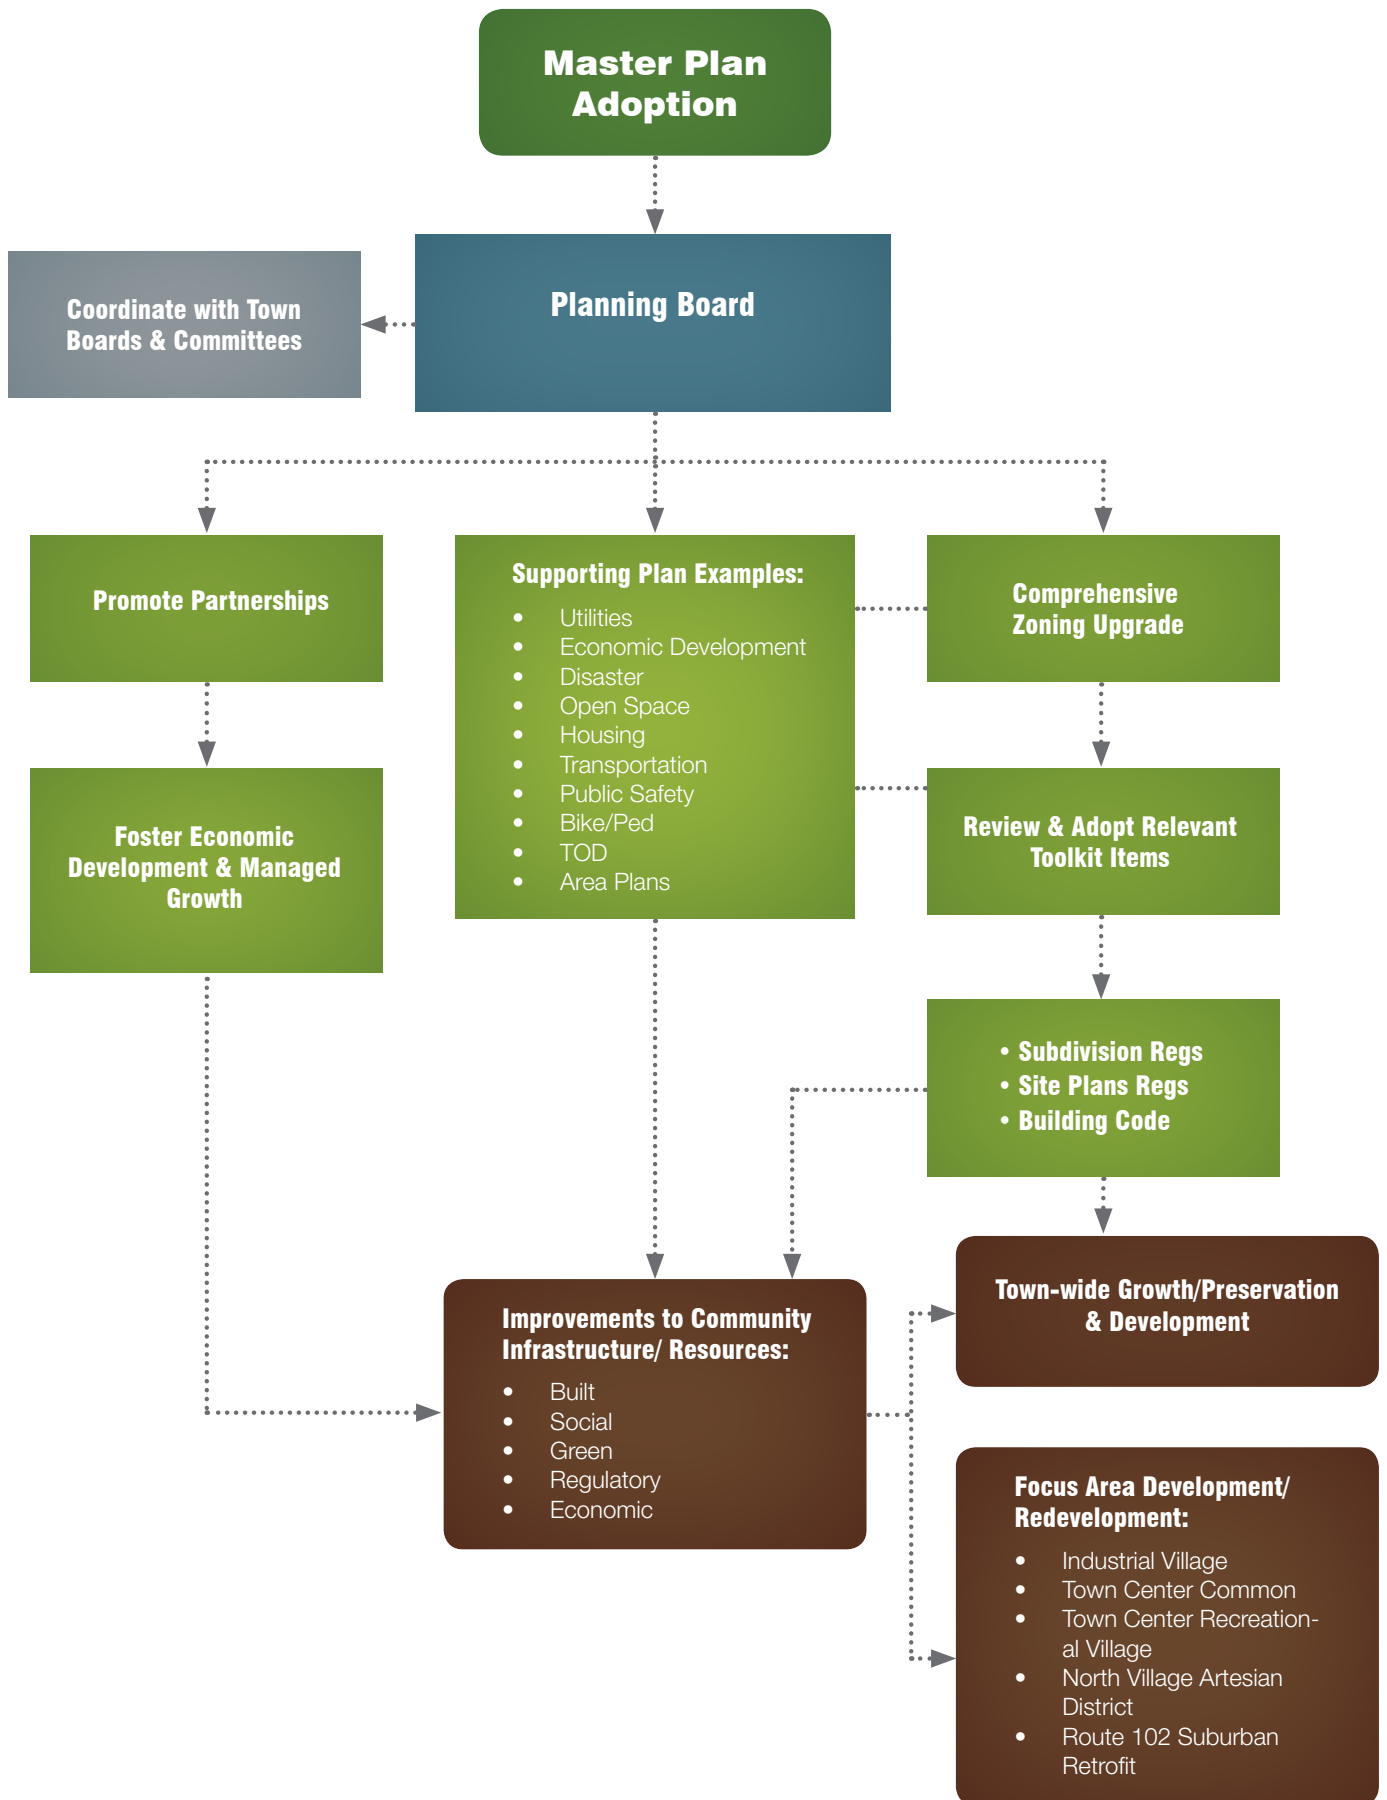 Master Plan
Adoption
Planning Board
Coordinate with Town
Boards & Committees
Promote Partnerships
Foster Economic
Development & Managed
Growth
Supporting Plan Examples:
• Utilities
• Economic Development
• Disaster
• Open Space
• Housing
• Transportation
• Public Safety
• Bike/Ped
• TOD
• Area Plans
Comprehensive
Zoning Upgrade
Review & Adopt Relevant
Toolkit Items
• Subdivision Regs
• Site Plans Regs
• Building Code
Improvements to Community
Infrastructure/ Resources:
• Built
• Social
• Green
• Regulatory
• Economic
Town-wide Growth/Preservation
& Development
Focus Area Development/
Redevelopment:
• Industrial Village
• Town Center Common
• Town Center Recreation-
al Village
• North Village Artesian
District
• Route 102 Suburban
Retrofit